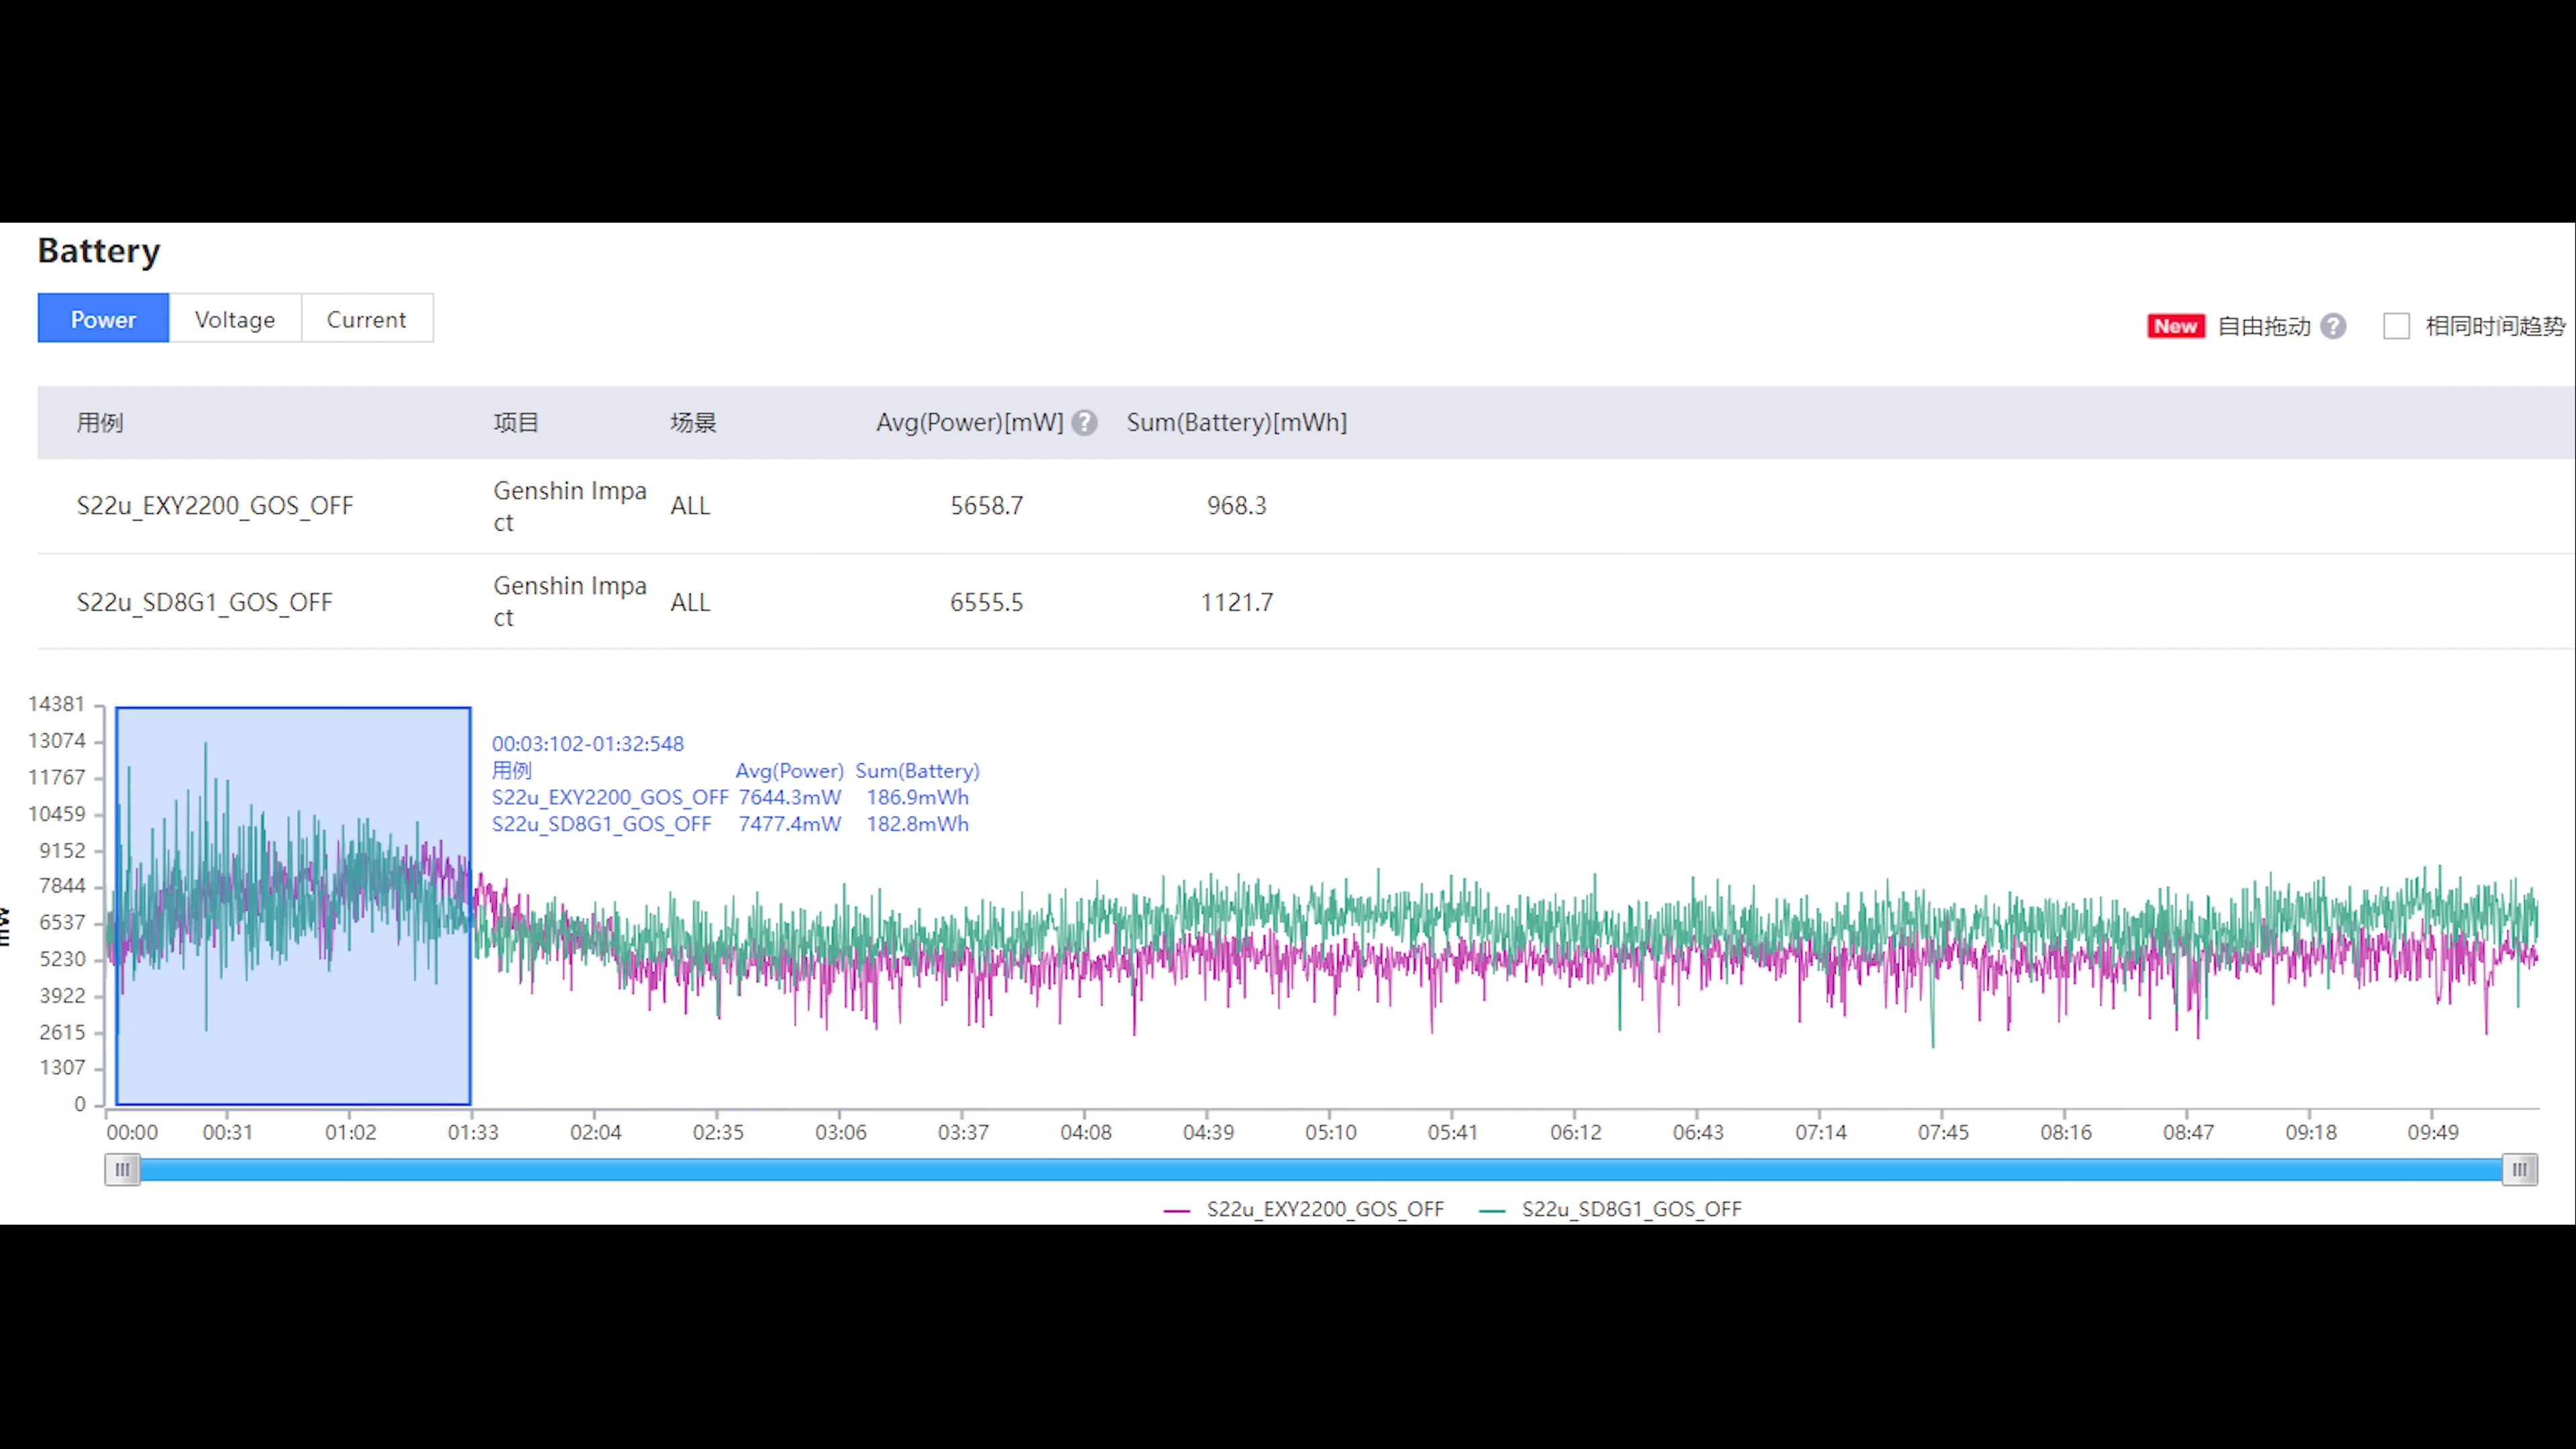 Battery
Power Voltage Current
New 自由拖动 ? 相同时间趋势
用例 项目 场景 Avg(Power)[mW] ? Sum(Battery)[mWh]
S22u_EXY2200_GOS_OFF Genshin Impa
ct ALL 5658.7 968.3
S22u_SD8G1_GOS_OFF Genshin Impa
ct ALL 6555.5 1121.7
14381
13074
11767
10459
9152
7844
6537
5230
3922
2615
1307
0
mW
00:03:102-01:32:548
用例 Avg(Power) Sum(Battery)
S22u_EXY2200_GOS_OFF 7644.3mW 186.9mWh
S22u_SD8G1_GOS_OFF 7477.4mW 182.8mWh
00:00 00:31 01:02 01:33 02:04 02:35 03:06 03:37 04:08 04:39 05:10 05:41 06:12 06:43 07:14 07:45 08:16 08:47 09:18 09:49
S22u_EXY2200_GOS_OFF S22u_SD8G1_GOS_OFF